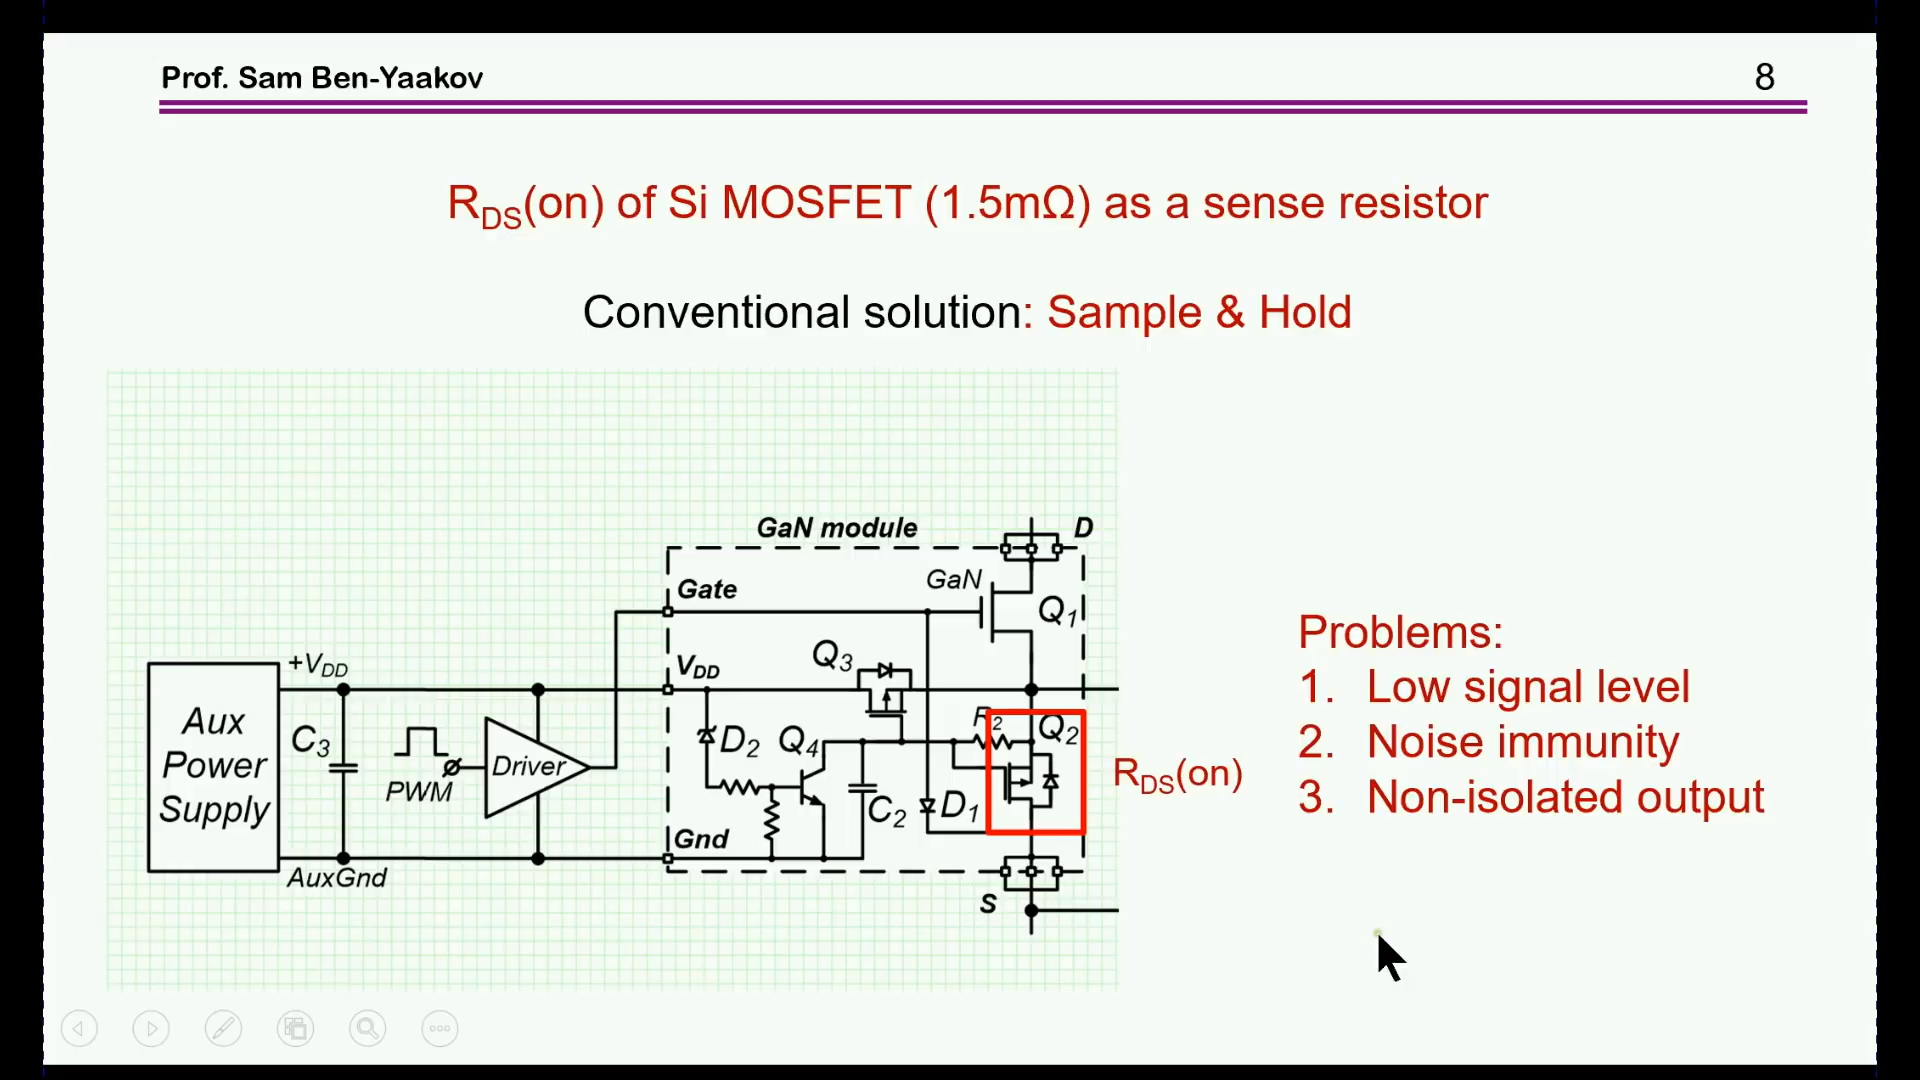 Prof. Sam Ben-Yaakov
8
RDS(on) of Si MOSFET (1.5mΩ) as a sense resistor
Conventional solution: Sample & Hold
GaN module
D
Gate
GaN
Q1
+VDD
VDD
Q3
Aux
Power
Supply
C3
PWM
Driver
D2
Q4
R2
Q2
C2
D1
RDS(on)
Gnd
AuxGnd
S
Problems:
1. Low signal level
2. Noise immunity
3. Non-isolated output